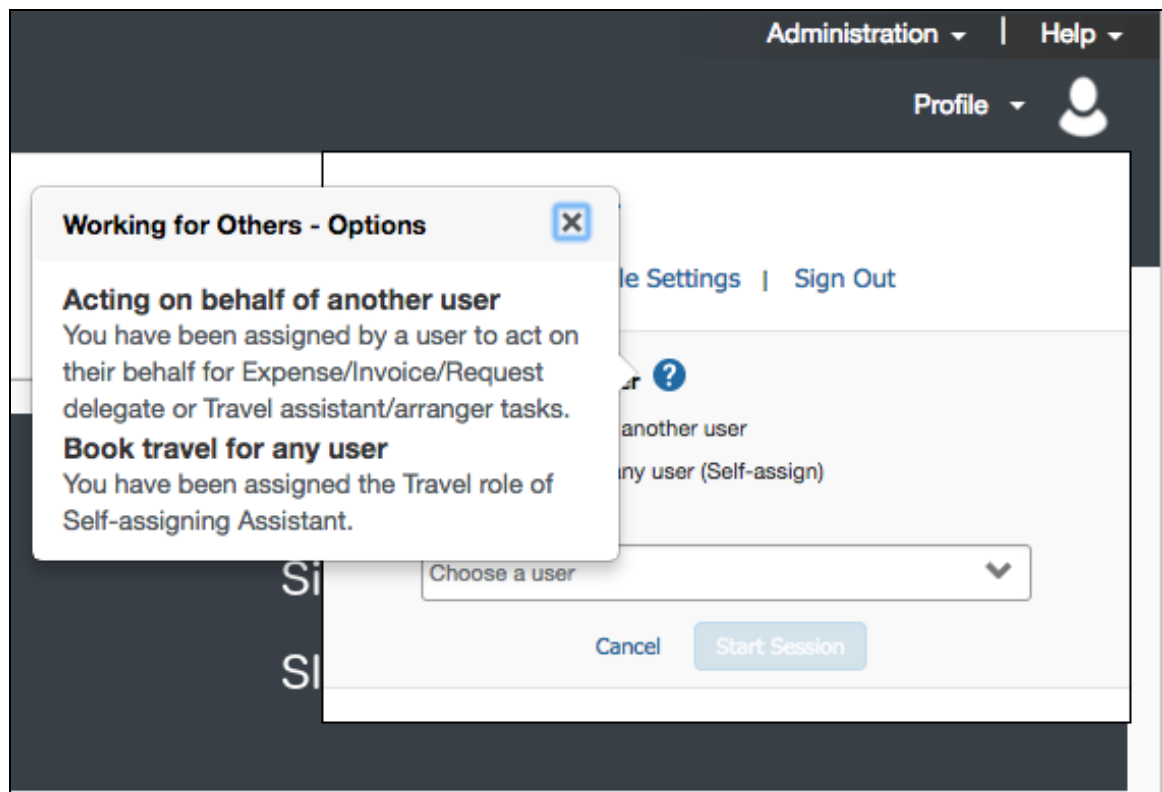 Administration | Help
Profile
Working for Others - Options
Settings | Sign Out
Acting on behalf of another user
You have been assigned by a user to act on
their behalf for Expense/Invoice/Request
delegate or Travel assistant/arranger tasks.
?
another user
Book travel for any user
You have been assigned the Travel role of
Self-assigning Assistant.
user (Self-assign)
Choose a user
Cancel Start Session